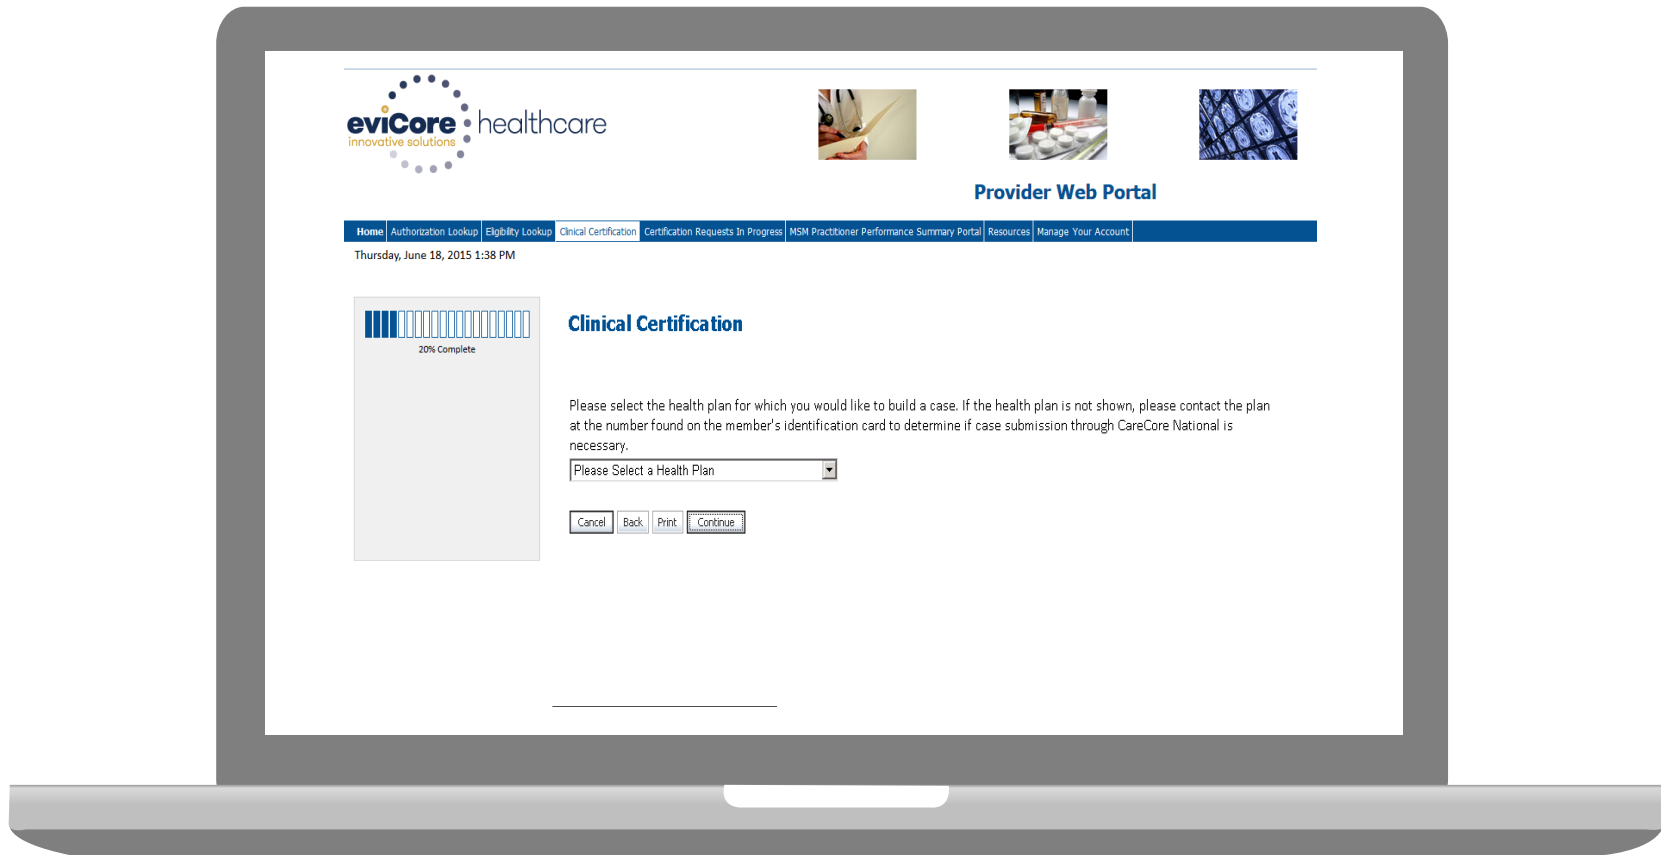 eviCore healthcare
innovative solutions
Provider Web Portal
Home Authorization Lookup Eligibility Lookup Clinical Certification Certification Requests In Progress MSM Practitioner Performance Summary Portal Resources Manage Your Account
Thursday, June 18, 2015 1:38 PM
20% Complete
Clinical Certification
Please select the health plan for which you would like to build a case. If the health plan is not shown, please contact the plan
at the number found on the member's identification card to determine if case submission through CareCore National is
necessary.
Please Select a Health Plan
Cancel Back Print Continue